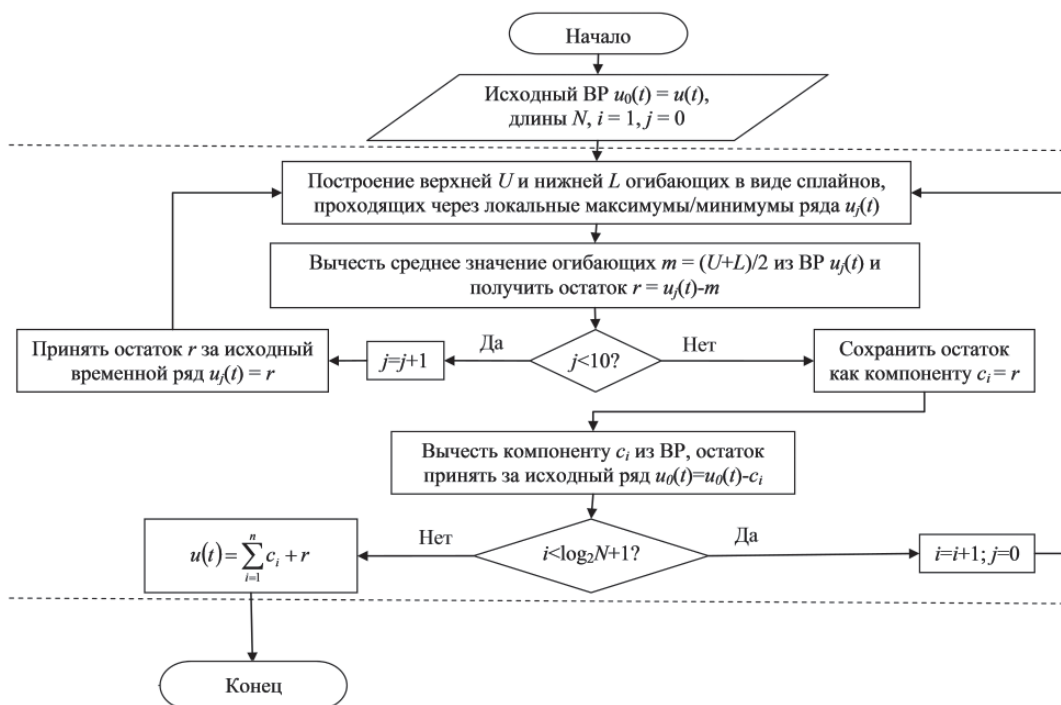 Начало
Исходный ВР u₀(t) = u(t),
длины N, i = 1, j = 0
Построение верхней U и нижней L огибающих в виде сплайнов,
проходящих через локальные максимумы/минимумы ряда uⱼ(t)
Вычесть среднее значение огибающих m = (U+L)/2 из ВР uⱼ(t) и
получить остаток r = uⱼ(t)-m
Принять остаток r за исходный
временной ряд uⱼ(t) = r
j=j+1
Да
j<10?
Нет
Сохранить остаток
как компоненту cᵢ = r
Вычесть компоненту cᵢ из ВР, остаток
принять за исходный ряд u₀(t)=u₀(t)-cᵢ
u(t) = ∑ⁿᵢ₌₁ cᵢ + r
Нет
i<log₂N+1?
Да
i=i+1; j=0
Конец